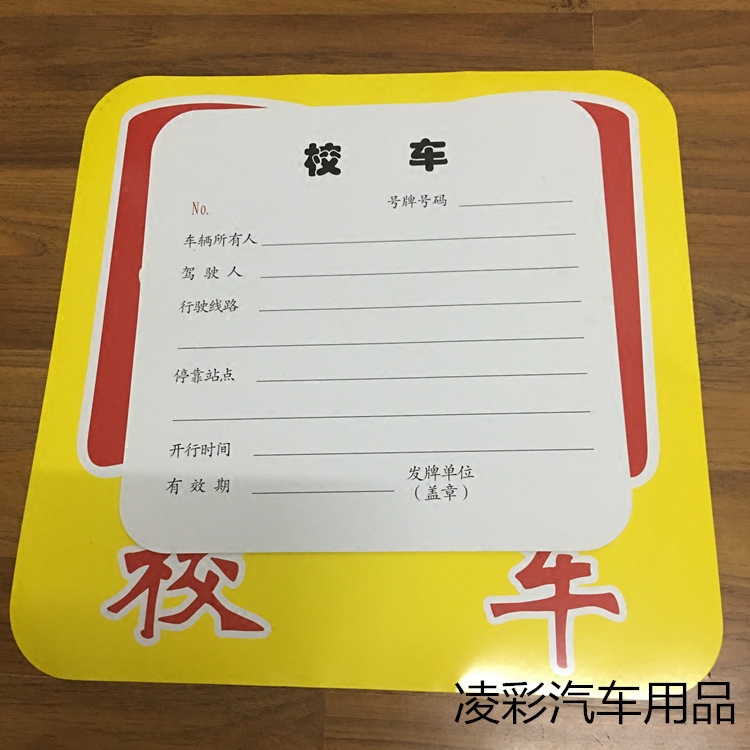 校 车
No.
号牌号码
车辆所有人
驾驶人
行驶线路
停靠站点
开行时间
有效期
发牌单位
（盖章）
校 车
凌彩汽车用品